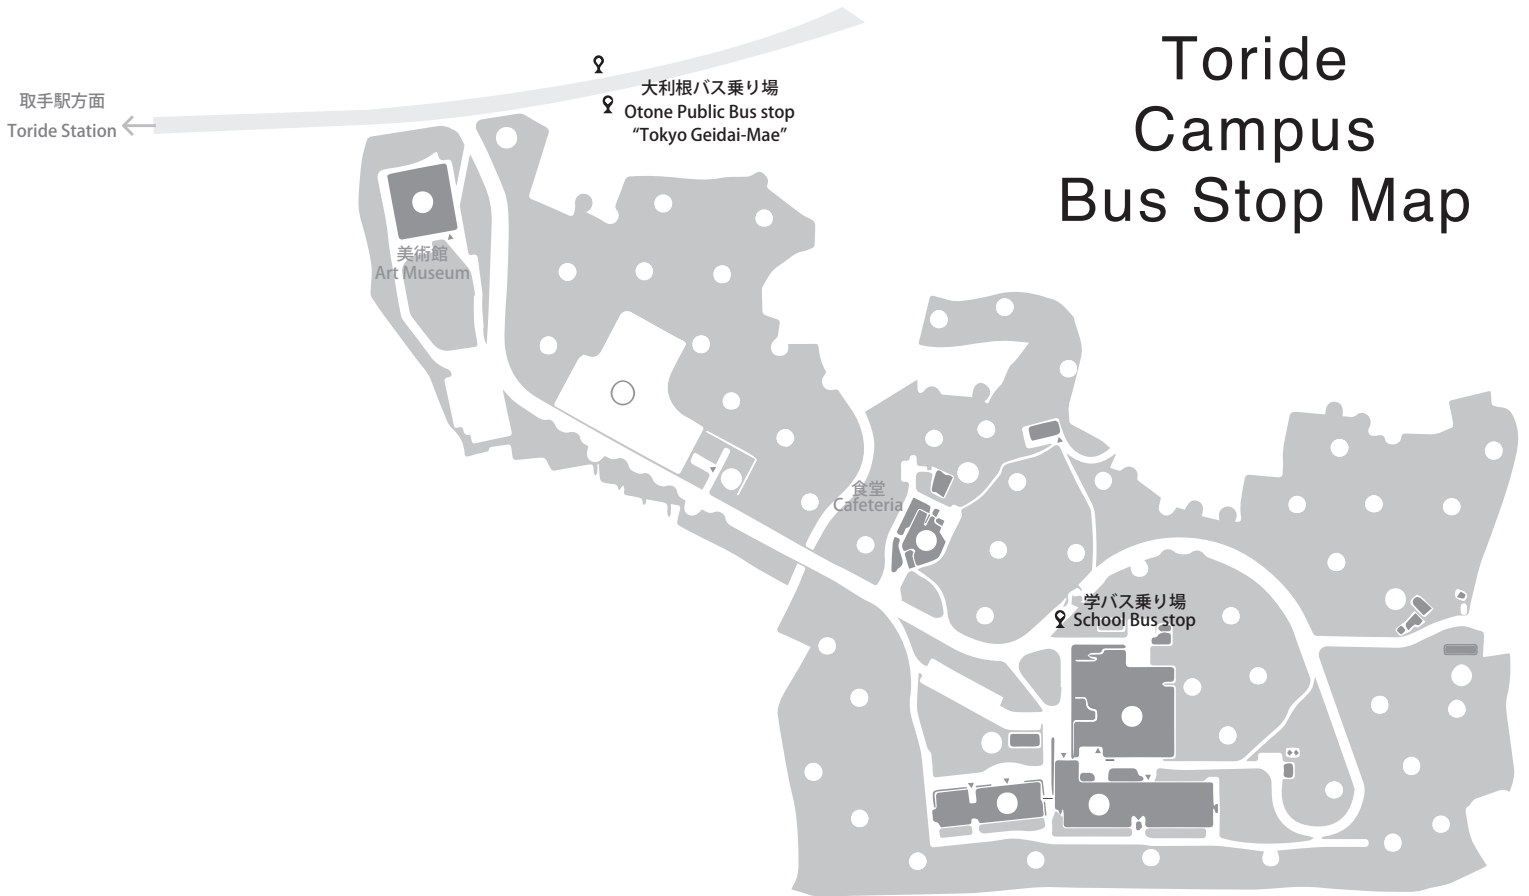 Toride
Campus
Bus Stop Map
取手駅方面
Toride Station
大利根バス乗り場
Otone Public Bus stop
“Tokyo Geidai-Mae”
美術館
Art Museum
食堂
Cafeteria
学バス乗り場
School Bus stop